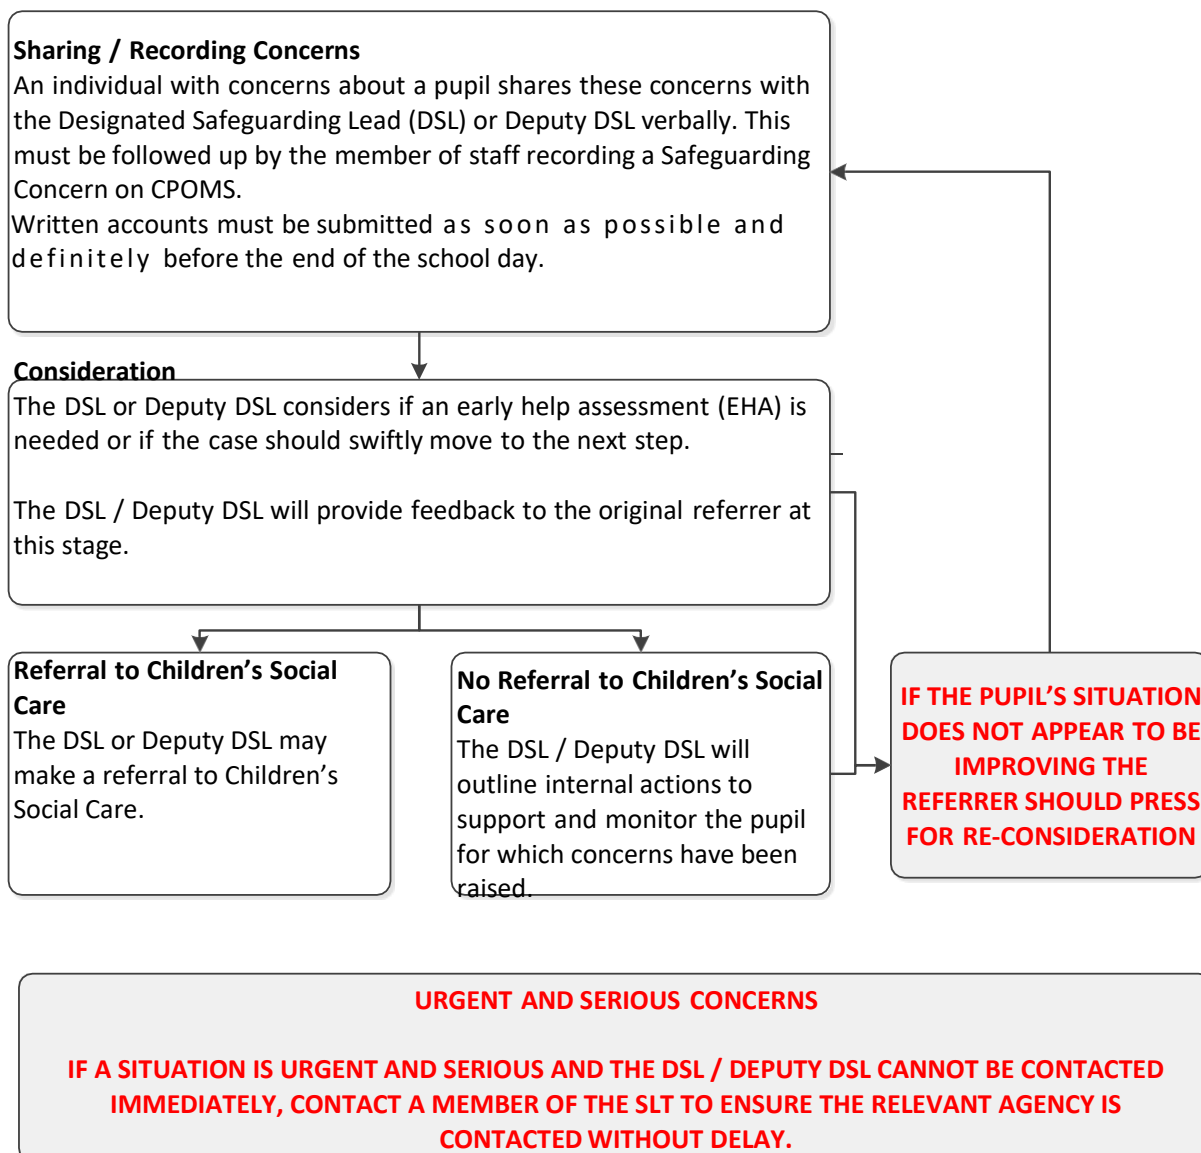 Sharing / Recording Concerns
An individual with concerns about a pupil shares these concerns with
the Designated Safeguarding Lead (DSL) or Deputy DSL verbally. This
must be followed up by the member of staff recording a Safeguarding
Concern on CPOMS.
Written accounts must be submitted as soon as possible and
definitely before the end of the school day.
Consideration
The DSL or Deputy DSL considers if an early help assessment (EHA) is
needed or if the case should swiftly move to the next step.
The DSL / Deputy DSL will provide feedback to the original referrer at
this stage.
Referral to Children’s Social
Care
The DSL or Deputy DSL may
make a referral to Children’s
Social Care.
No Referral to Children’s Social
Care
The DSL / Deputy DSL will
outline internal actions to
support and monitor the pupil
for which concerns have been
raised.
IF THE PUPIL’S SITUATION
DOES NOT APPEAR TO BE
IMPROVING THE
REFERRER SHOULD PRESS
FOR RE-CONSIDERATION
URGENT AND SERIOUS CONCERNS
IF A SITUATION IS URGENT AND SERIOUS AND THE DSL / DEPUTY DSL CANNOT BE CONTACTED
IMMEDIATELY, CONTACT A MEMBER OF THE SLT TO ENSURE THE RELEVANT AGENCY IS
CONTACTED WITHOUT DELAY.